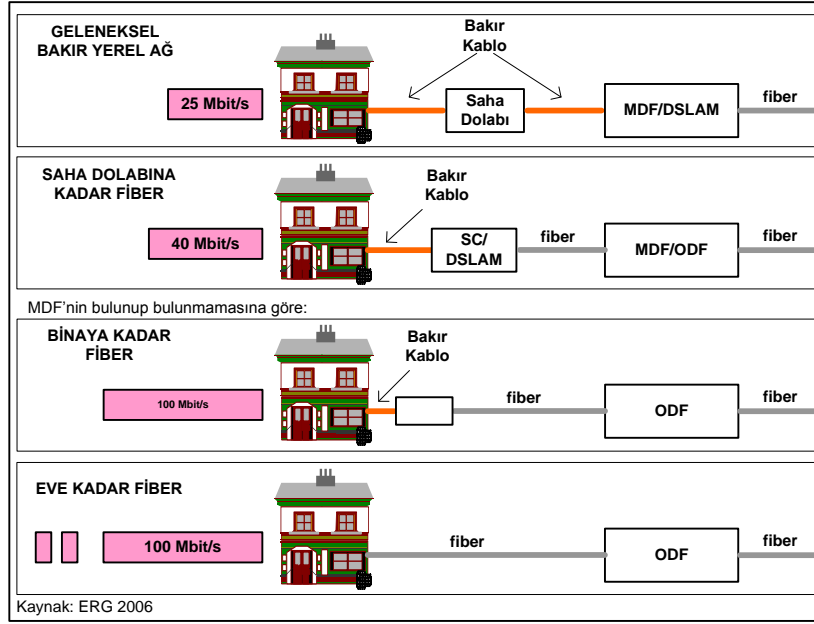 GELENEKSEL
BAKIR YEREL AĞ
25 Mbit/s
Bakır
Kablo
Saha
Dolabı
MDF/DSLAM
fiber
SAHA DOLABINA
KADAR FİBER
40 Mbit/s
Bakır
Kablo
SC/
DSLAM
fiber
MDF/ODF
fiber
MDF’nin bulunup bulunmamasına göre:
BİNAYA KADAR
FİBER
100 Mbit/s
Bakır
Kablo
fiber
ODF
fiber
EVE KADAR FİBER
100 Mbit/s
fiber
ODF
fiber
Kaynak: ERG 2006